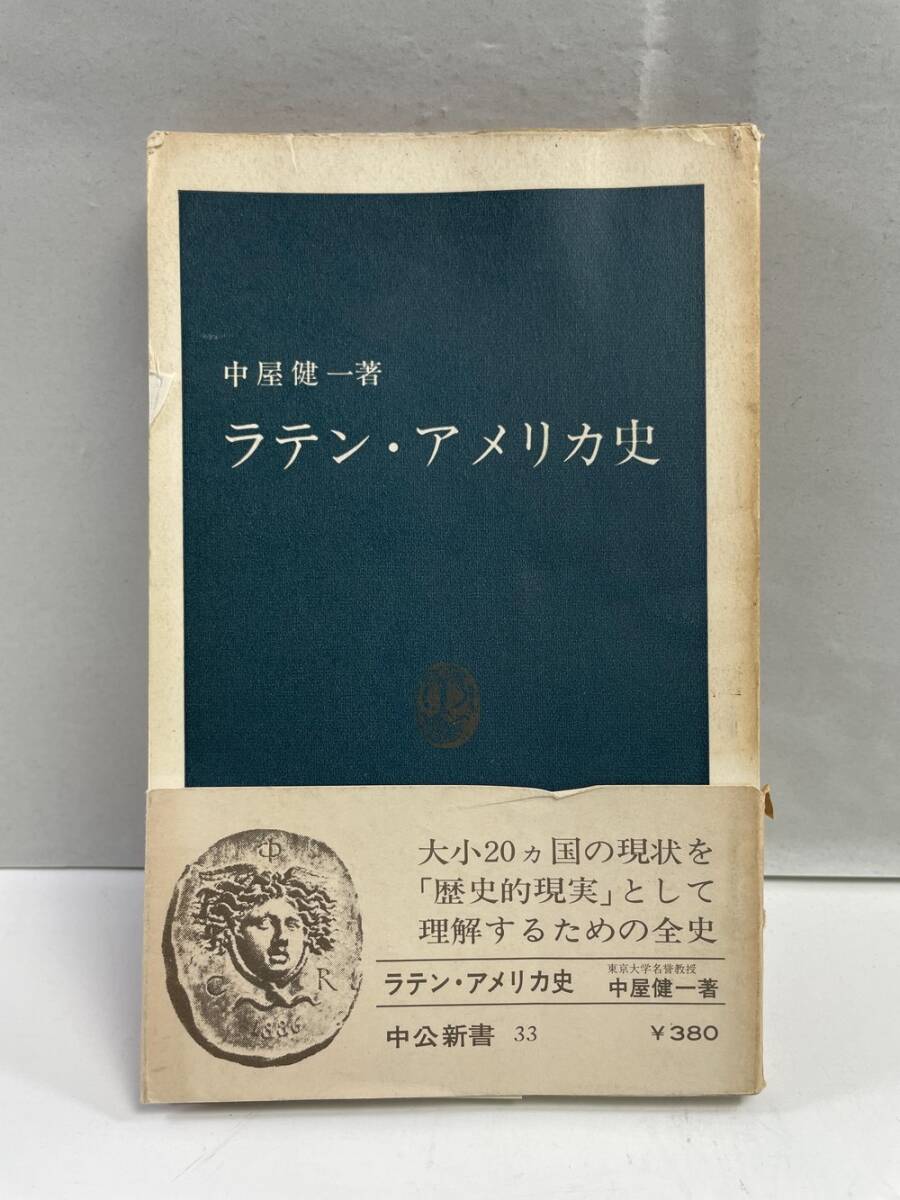 中屋健一著
ラテン・アメリカ史
大小20ヵ国の現状を
「歴史的現実」として
理解するための全史
ラテン・アメリカ史
東京大学名誉教授
中屋健一著
中公新書 33
￥380
Φ
C R
1886